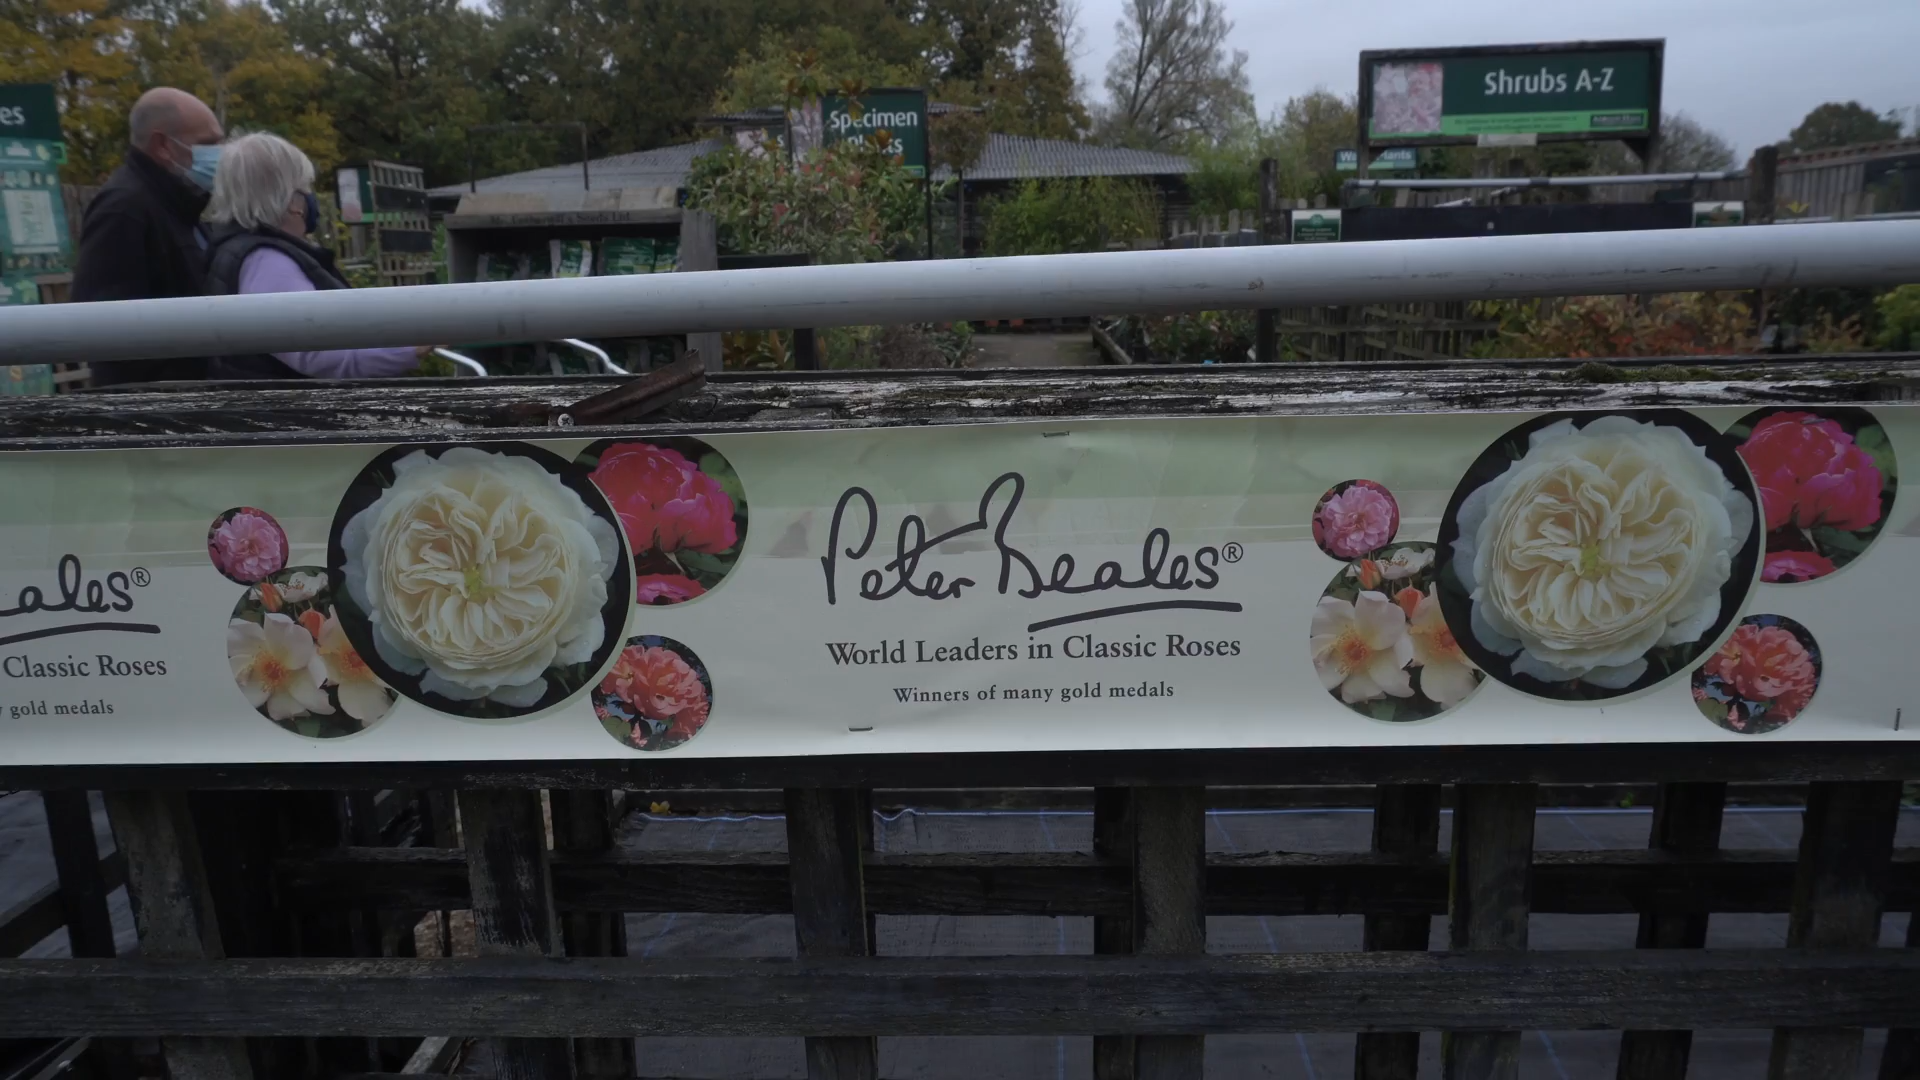 es
Specimen
Plants
Shrubs A-Z
Peter Beales®
World Leaders in Classic Roses
Winners of many gold medals
ales®
Classic Roses
gold medals